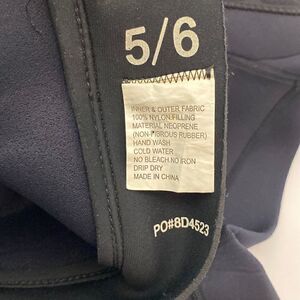 5/6
INNER & OUTER FABRIC
100% NYLON.FILLING
MATERIAL NEOPRENE
(NON-FIBROUS RUBBER)
HAND WASH
COLD WATER
NO BLEACH.NO IRON
DRIP DRY
MADE IN CHINA
PO#8D4523